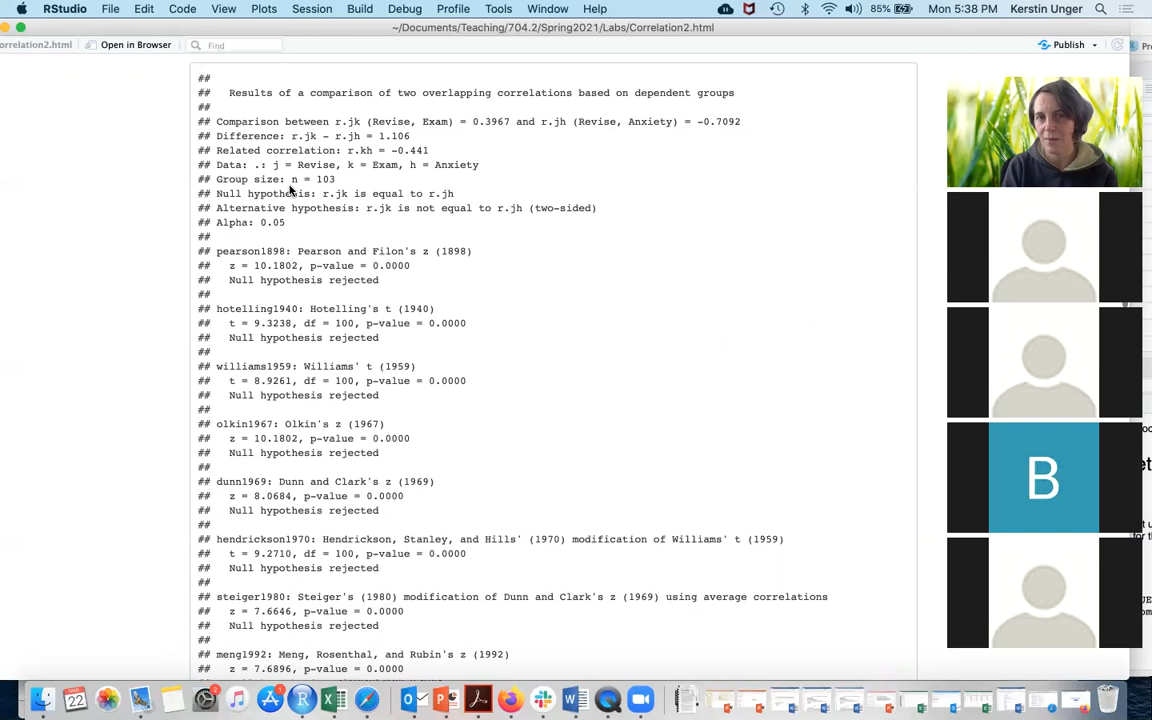 RStudio File Edit Code View Plots Session Build Debug Profile Tools Window Help 85% Mon 5:38 PM Kerstin Unger
~/Documents/Teaching/704.2/Spring2021/Labs/Correlation2.html
orrelation2.html Open in Browser Find Publish
##
## Results of a comparison of two overlapping correlations based on dependent groups
##
## Comparison between r.jk (Revise, Exam) = 0.3967 and r.jh (Revise, Anxiety) = -0.7092
## Difference: r.jk - r.jh = 1.106
## Related correlation: r.kh = -0.441
## Data: .: j = Revise, k = Exam, h = Anxiety
## Group size: n = 103
## Null hypothesis: r.jk is equal to r.jh
## Alternative hypothesis: r.jk is not equal to r.jh (two-sided)
## Alpha: 0.05
##
## pearson1898: Pearson and Filon's z (1898)
## z = 10.1802, p-value = 0.0000
## Null hypothesis rejected
##
## hotelling1940: Hotelling's t (1940)
## t = 9.3238, df = 100, p-value = 0.0000
## Null hypothesis rejected
##
## williams1959: Williams' t (1959)
## t = 8.9261, df = 100, p-value = 0.0000
## Null hypothesis rejected
##
## olkin1967: Olkin's z (1967)
## z = 10.1802, p-value = 0.0000
## Null hypothesis rejected
##
## dunn1969: Dunn and Clark's z (1969)
## z = 8.0684, p-value = 0.0000
## Null hypothesis rejected
##
## hendrickson1970: Hendrickson, Stanley, and Hills' (1970) modification of Williams' t (1959)
## t = 9.2710, df = 100, p-value = 0.0000
## Null hypothesis rejected
##
## steiger1980: Steiger's (1980) modification of Dunn and Clark's z (1969) using average correlations
## z = 7.6646, p-value = 0.0000
## Null hypothesis rejected
##
## meng1992: Meng, Rosenthal, and Rubin's z (1992)
## z = 7.6896, p-value = 0.0000
B